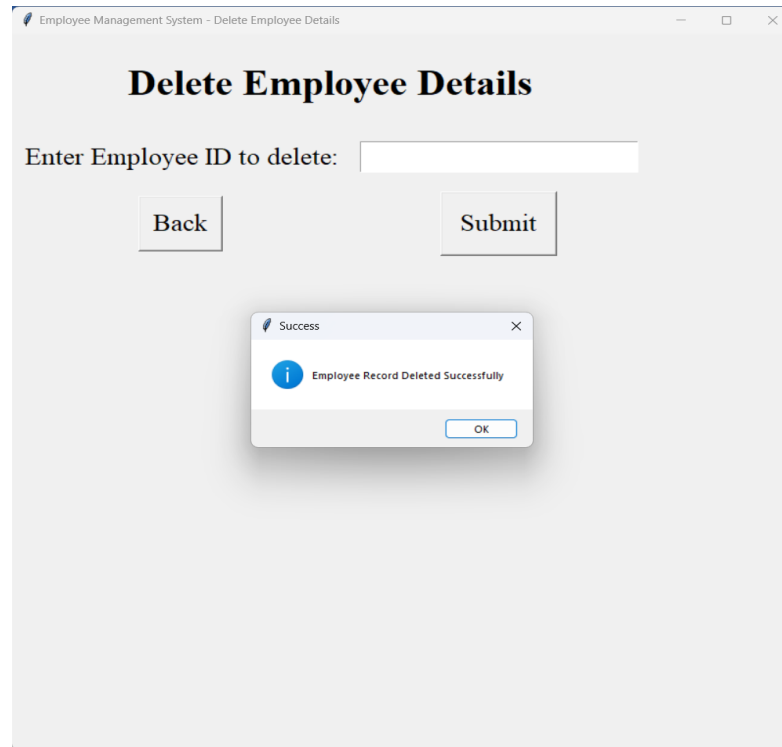 Employee Management System - Delete Employee Details
Delete Employee Details
Enter Employee ID to delete:
Back
Submit
Success
Employee Record Deleted Successfully
OK